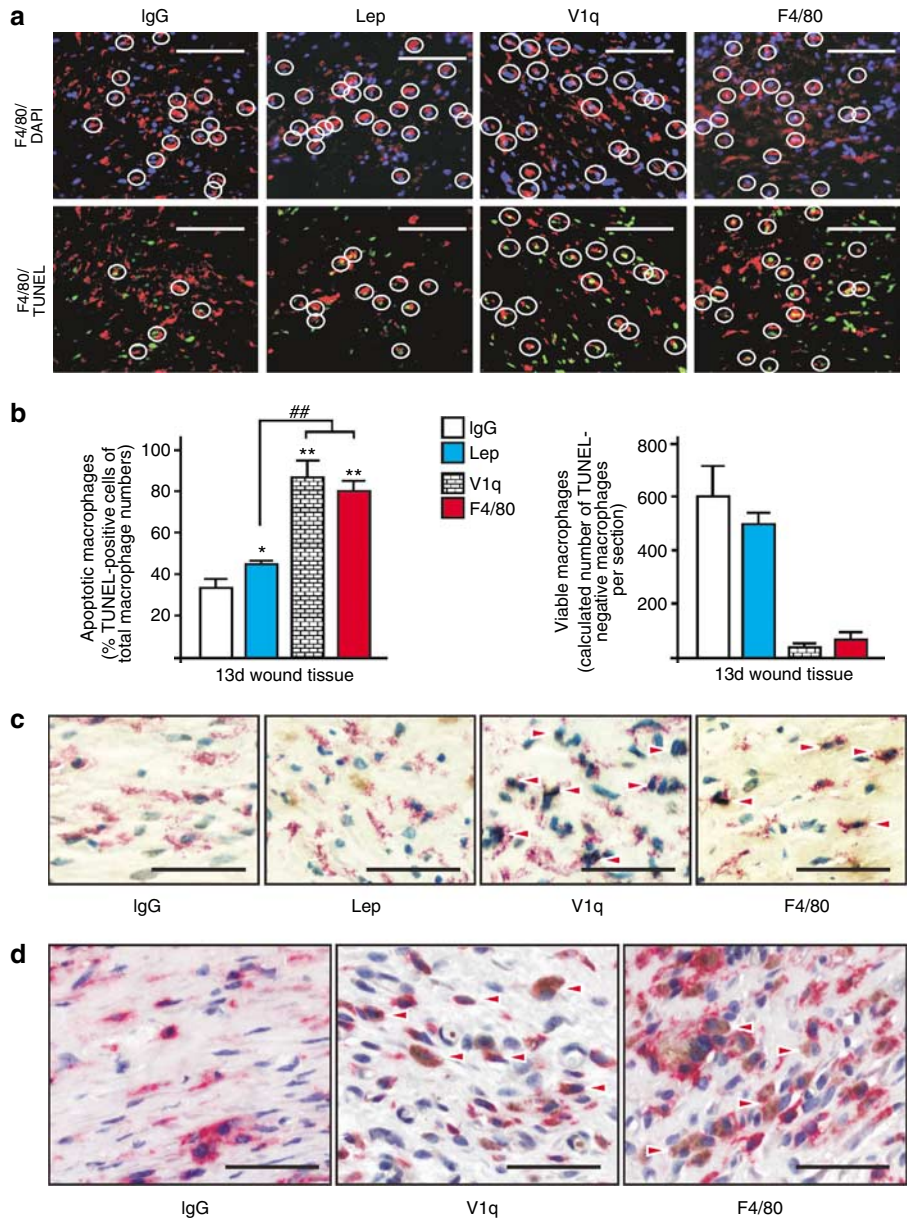 a
IgG
Lep
V1q
F4/80
F4/80/
DAPI
F4/80/
TUNEL
b
Apoptotic macrophages
(% TUNEL-positive cells of
total macrophage numbers)
100
80
60
40
20
*
##
**
**
13d wound tissue
IgG
Lep
V1q
F4/80
Viable macrophages
(calculated number of TUNEL-
negative macrophages
per section)
800
600
400
200
13d wound tissue
c
IgG
Lep
V1q
F4/80
d
IgG
V1q
F4/80